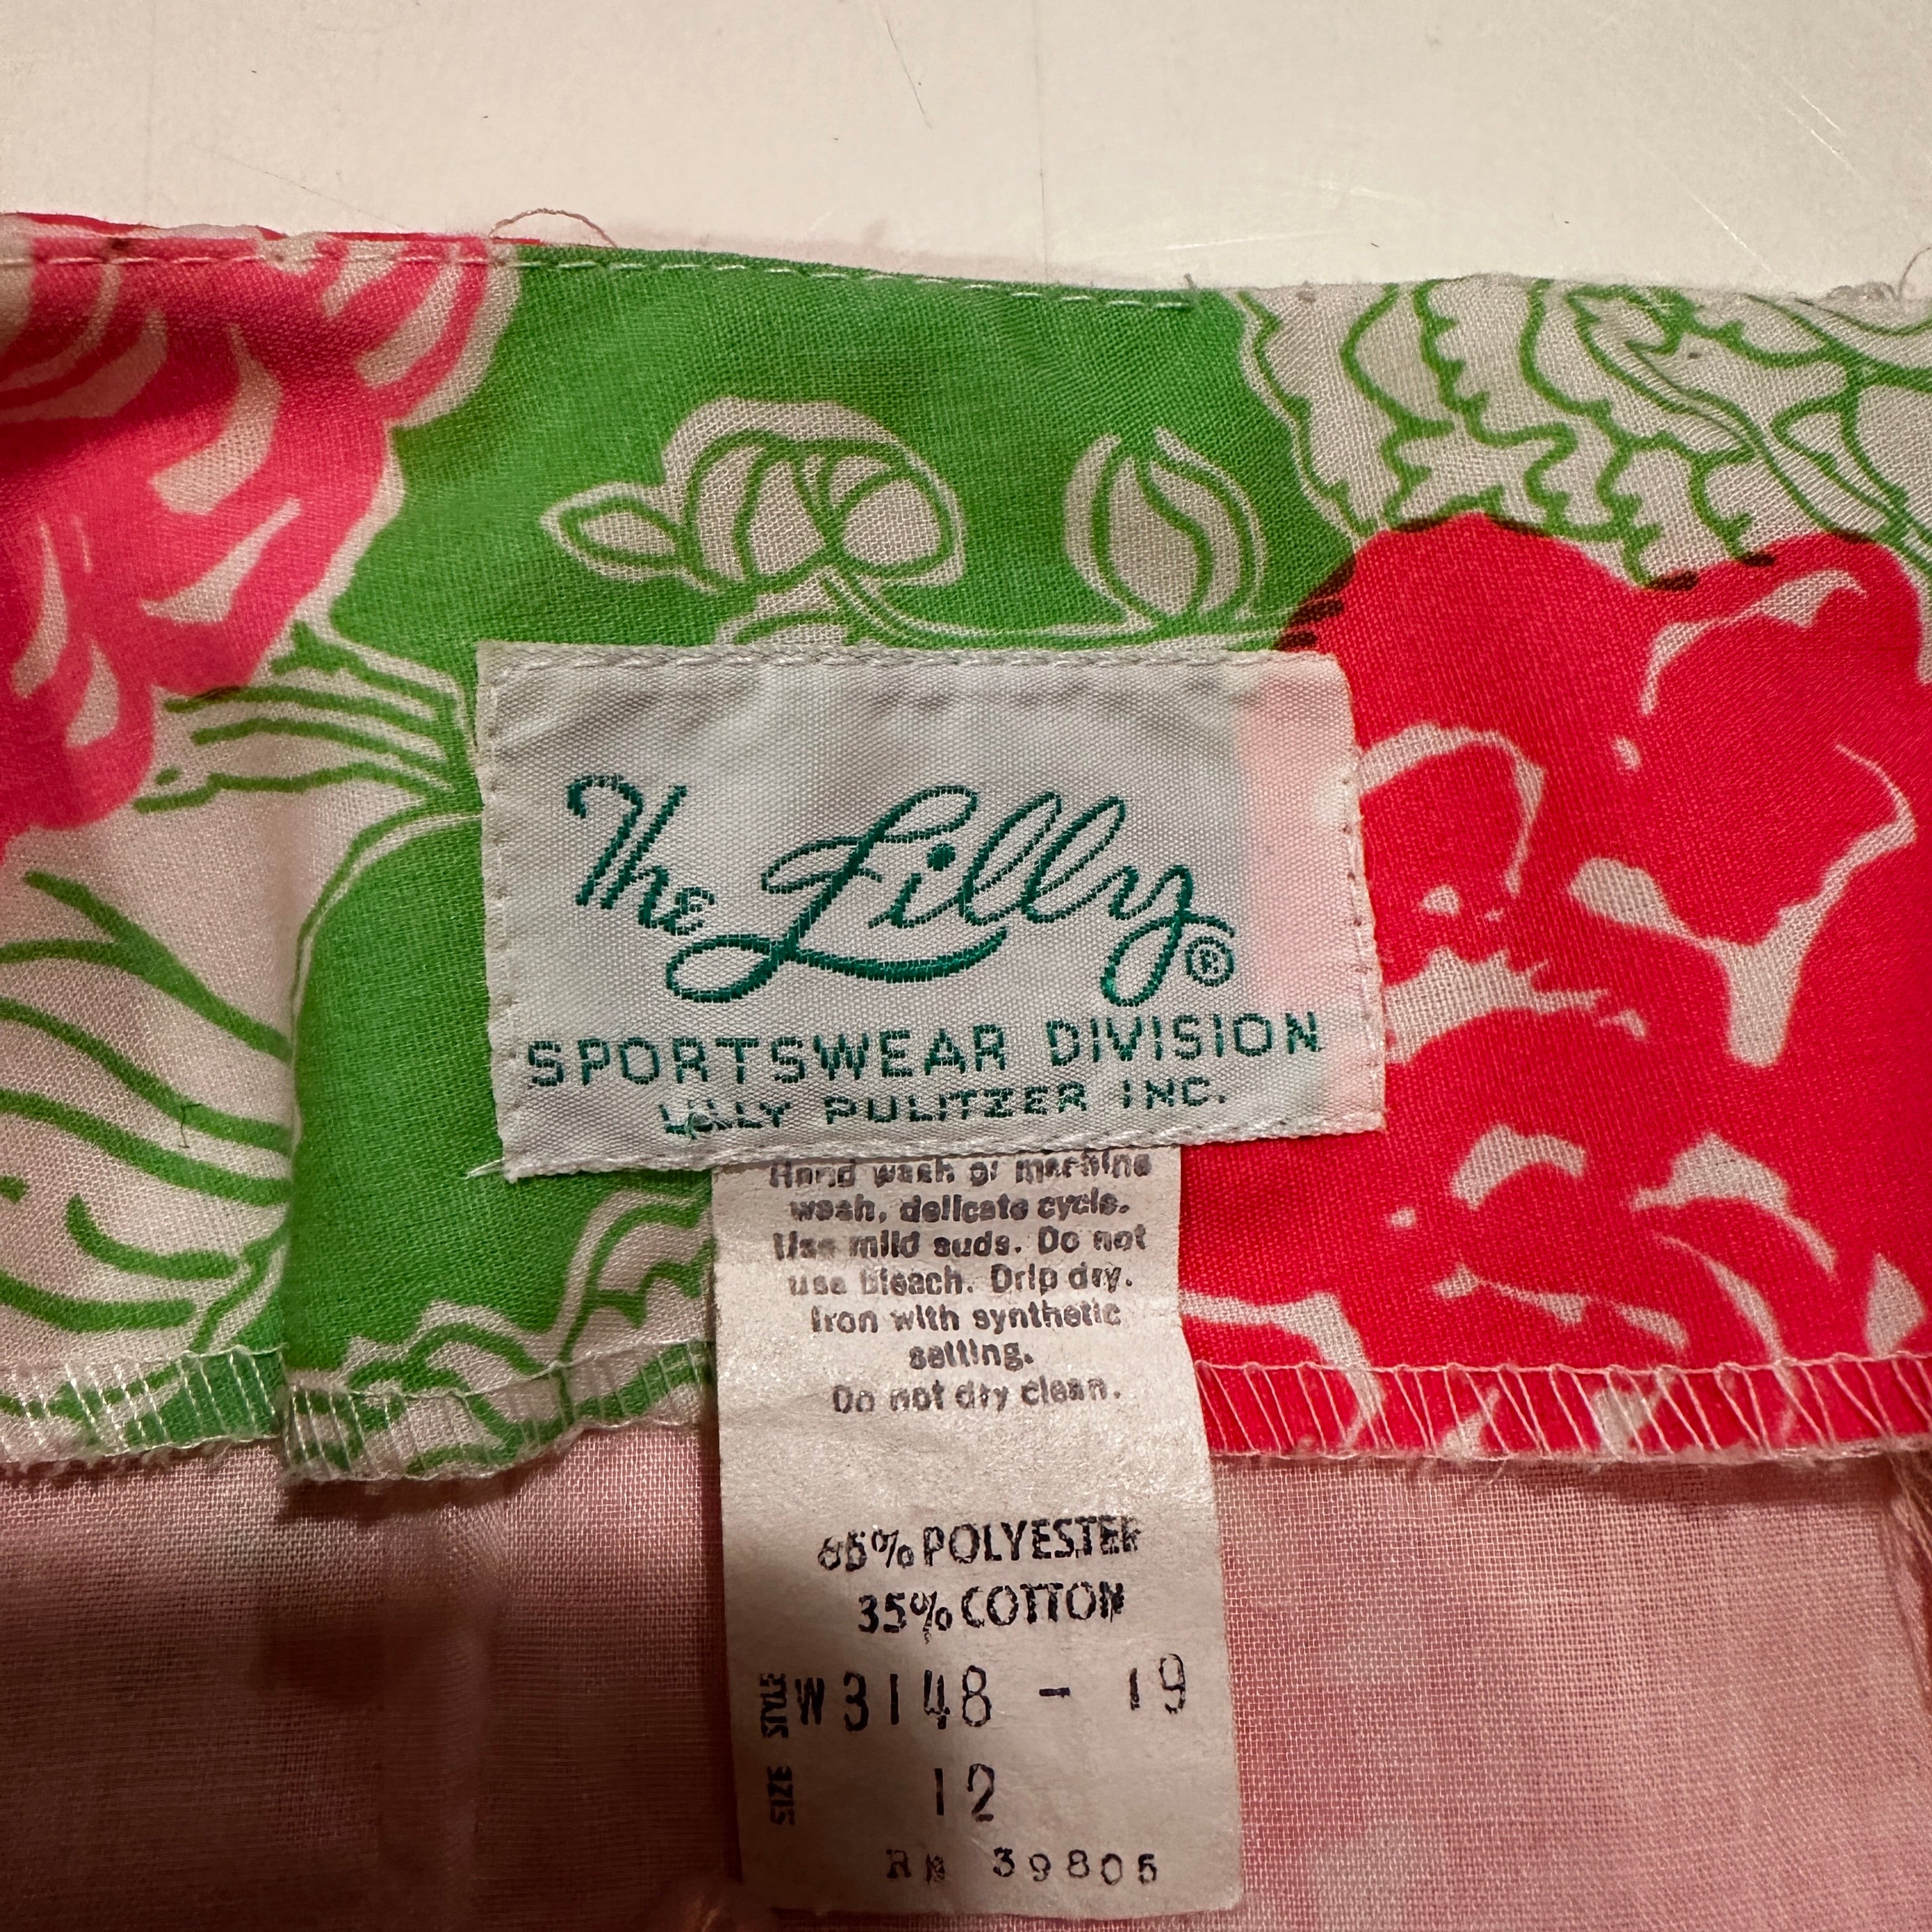 The Lilly®
SPORTSWEAR DIVISION
LILLY PULITZER INC.
Hand wash or machine
wash, delicate cycle.
Use mild suds. Do not
use bleach. Drip dry.
Iron with synthetic
setting.
Do not dry clean.
65% POLYESTER
35% COTTON
STYLE W3148 - 19
SIZE 12
RN 39805